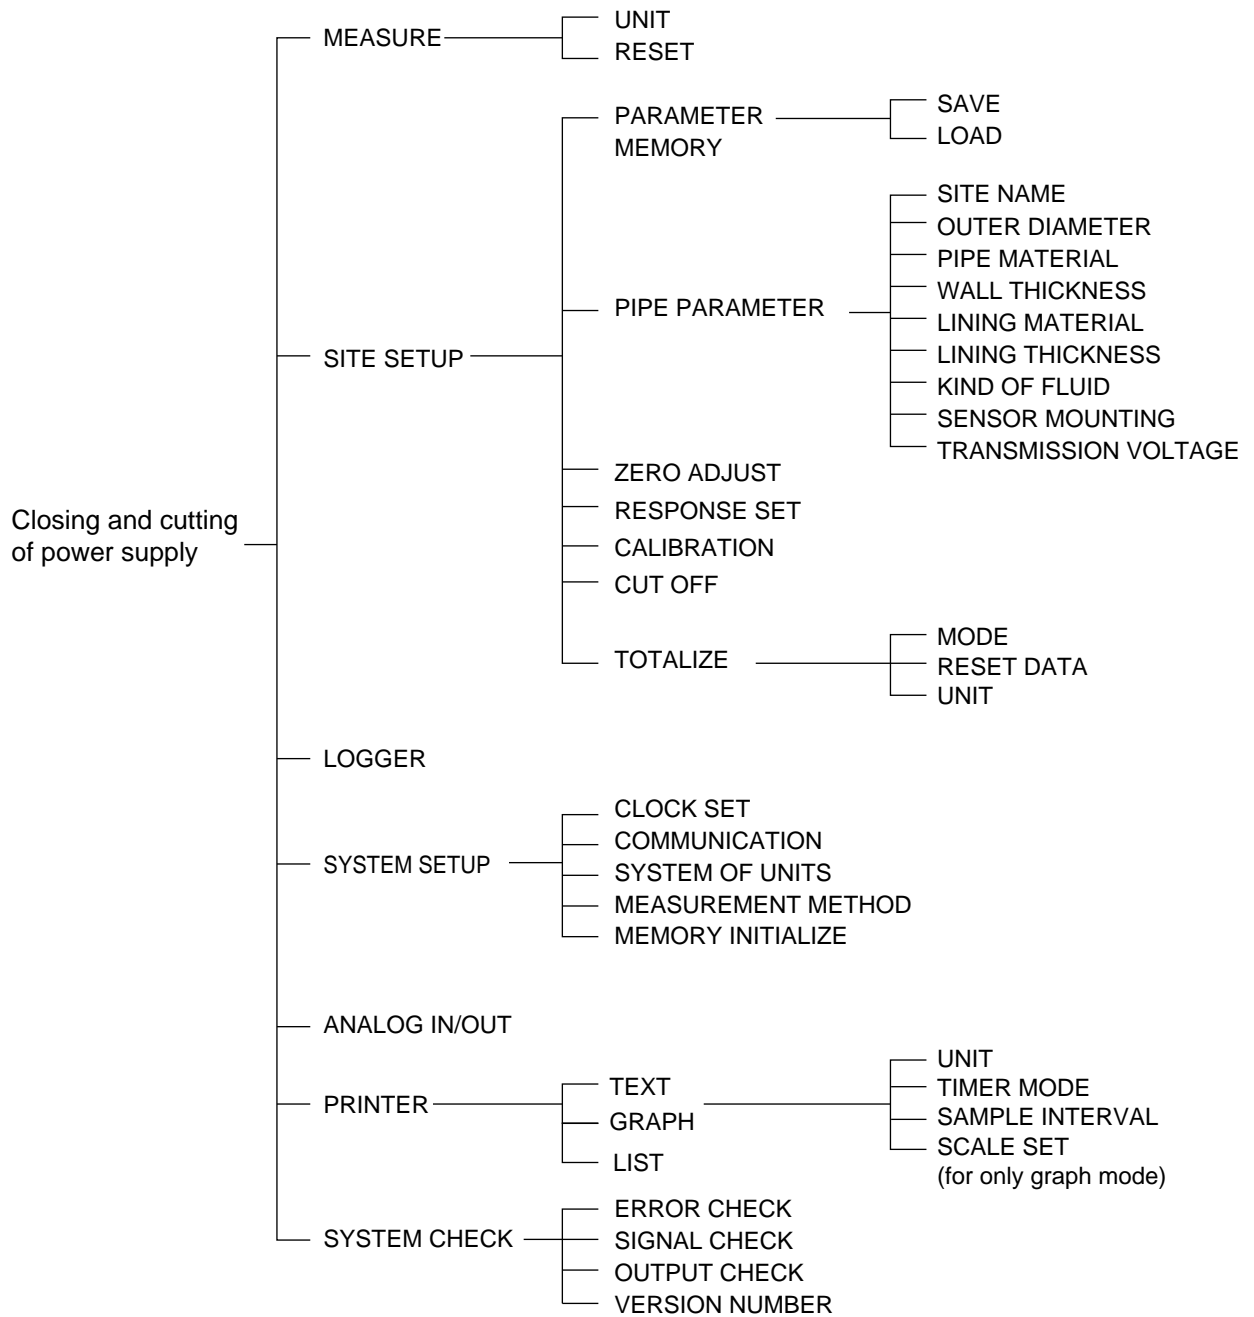 MEASURE
UNIT
RESET
PARAMETER
MEMORY
SAVE
LOAD
SITE NAME
OUTER DIAMETER
PIPE MATERIAL
WALL THICKNESS
LINING MATERIAL
LINING THICKNESS
KIND OF FLUID
SENSOR MOUNTING
TRANSMISSION VOLTAGE
PIPE PARAMETER
SITE SETUP
ZERO ADJUST
RESPONSE SET
CALIBRATION
CUT OFF
Closing and cutting
of power supply
TOTALIZE
MODE
RESET DATA
UNIT
LOGGER
SYSTEM SETUP
CLOCK SET
COMMUNICATION
SYSTEM OF UNITS
MEASUREMENT METHOD
MEMORY INITIALIZE
ANALOG IN/OUT
PRINTER
TEXT
GRAPH
LIST
UNIT
TIMER MODE
SAMPLE INTERVAL
SCALE SET
(for only graph mode)
SYSTEM CHECK
ERROR CHECK
SIGNAL CHECK
OUTPUT CHECK
VERSION NUMBER